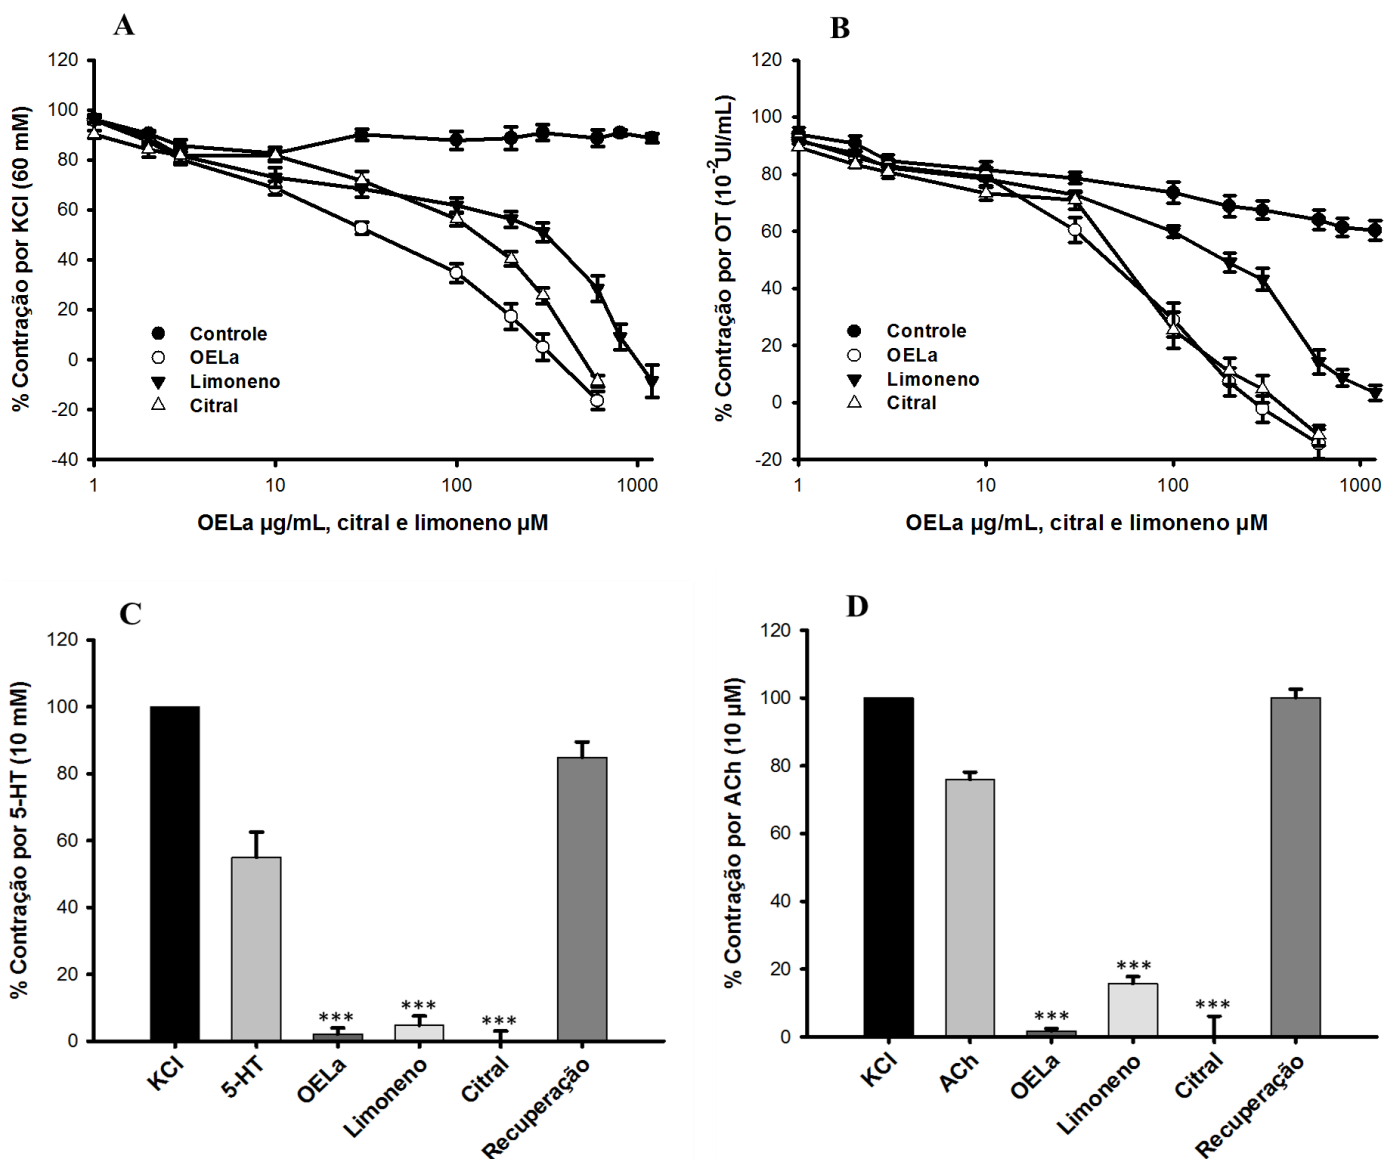 A
% Contração por KCl (60 mM)
120
100
80
60
40
20
0
-20
-40
1
10
100
1000
Controle
OELa
Limoneno
Citral
OELa µg/mL, citral e limoneno µM
B
% Contração por OT (10⁻²UI/mL)
120
100
80
60
40
20
0
-20
1
10
100
1000
Controle
OELa
Limoneno
Citral
OELa µg/mL, citral e limoneno µM
C
% Contração por 5-HT (10 mM)
120
100
80
60
40
20
0
***
***
***
KCl
5-HT
OELa
Limoneno
Citral
Recuperação
D
% Contração por ACh (10 µM)
120
100
80
60
40
20
0
***
***
***
KCl
ACh
OELa
Limoneno
Citral
Recuperação